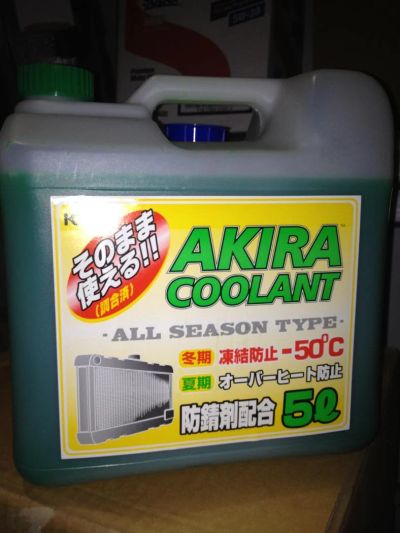 K
そのまま
使える!!
(調合済)
AKIRA
COOLANT
-ALL SEASON TYPE-
冬期 凍結防止 -50°C
夏期 オーバーヒート防止
防錆剤配合 5ℓ